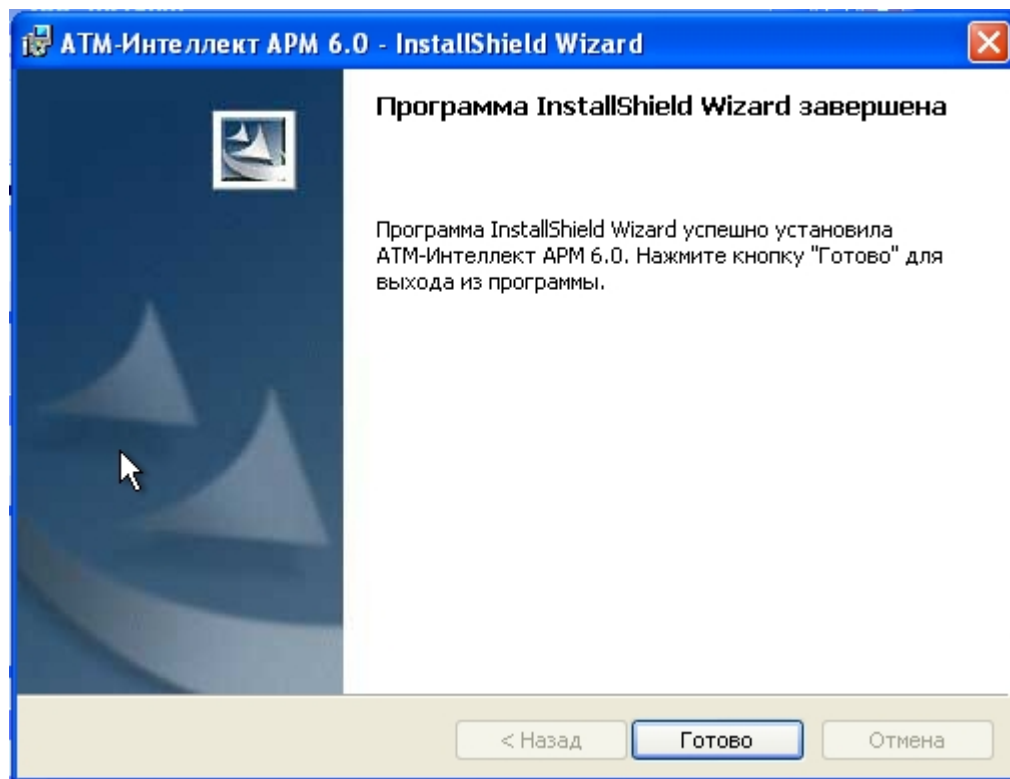 АТМ-Интеллект АРМ 6.0 - InstallShield Wizard
Программа InstallShield Wizard завершена
Программа InstallShield Wizard успешно установила
АТМ-Интеллект АРМ 6.0. Нажмите кнопку "Готово" для
выхода из программы.
< Назад
Готово
Отмена